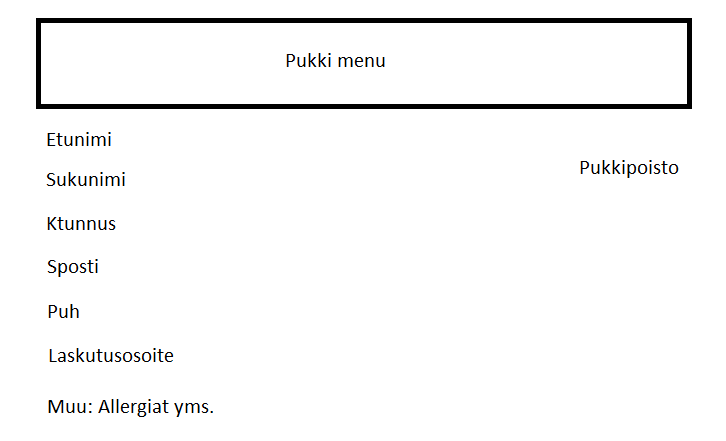 Pukki menu
Etunimi
Pukkipoisto
Sukunimi
Ktunnus
Sposti
Puh
Laskutusosoite
Muu: Allergiat yms.